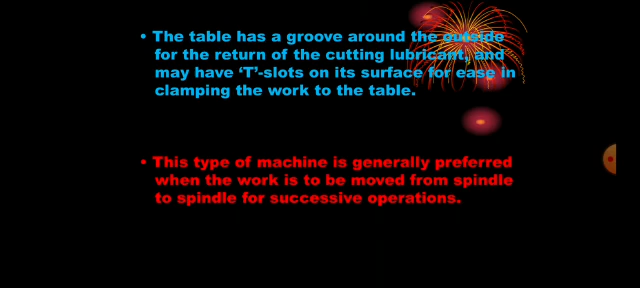 • The table has a groove around the outside
for the return of the cutting lubricant, and
may have ‘T’-slots on its surface for ease in
clamping the work to the table.
• This type of machine is generally preferred
when the work is to be moved from spindle
to spindle for successive operations.